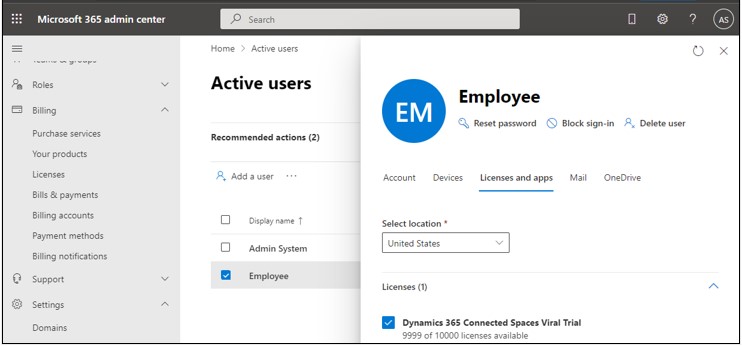 Microsoft 365 admin center
Search
?
AS
Teams & groups
Roles
Billing
Purchase services
Your products
Licenses
Bills & payments
Billing accounts
Payment methods
Billing notifications
Support
Settings
Domains
Home > Active users
Active users
Recommended actions (2)
Add a user ···
Display name ↑
Admin System
Employee
EM
Employee
Reset password Block sign-in Delete user
Account Devices Licenses and apps Mail OneDrive
Select location *
United States
Licenses (1)
Dynamics 365 Connected Spaces Viral Trial
9999 of 10000 licenses available